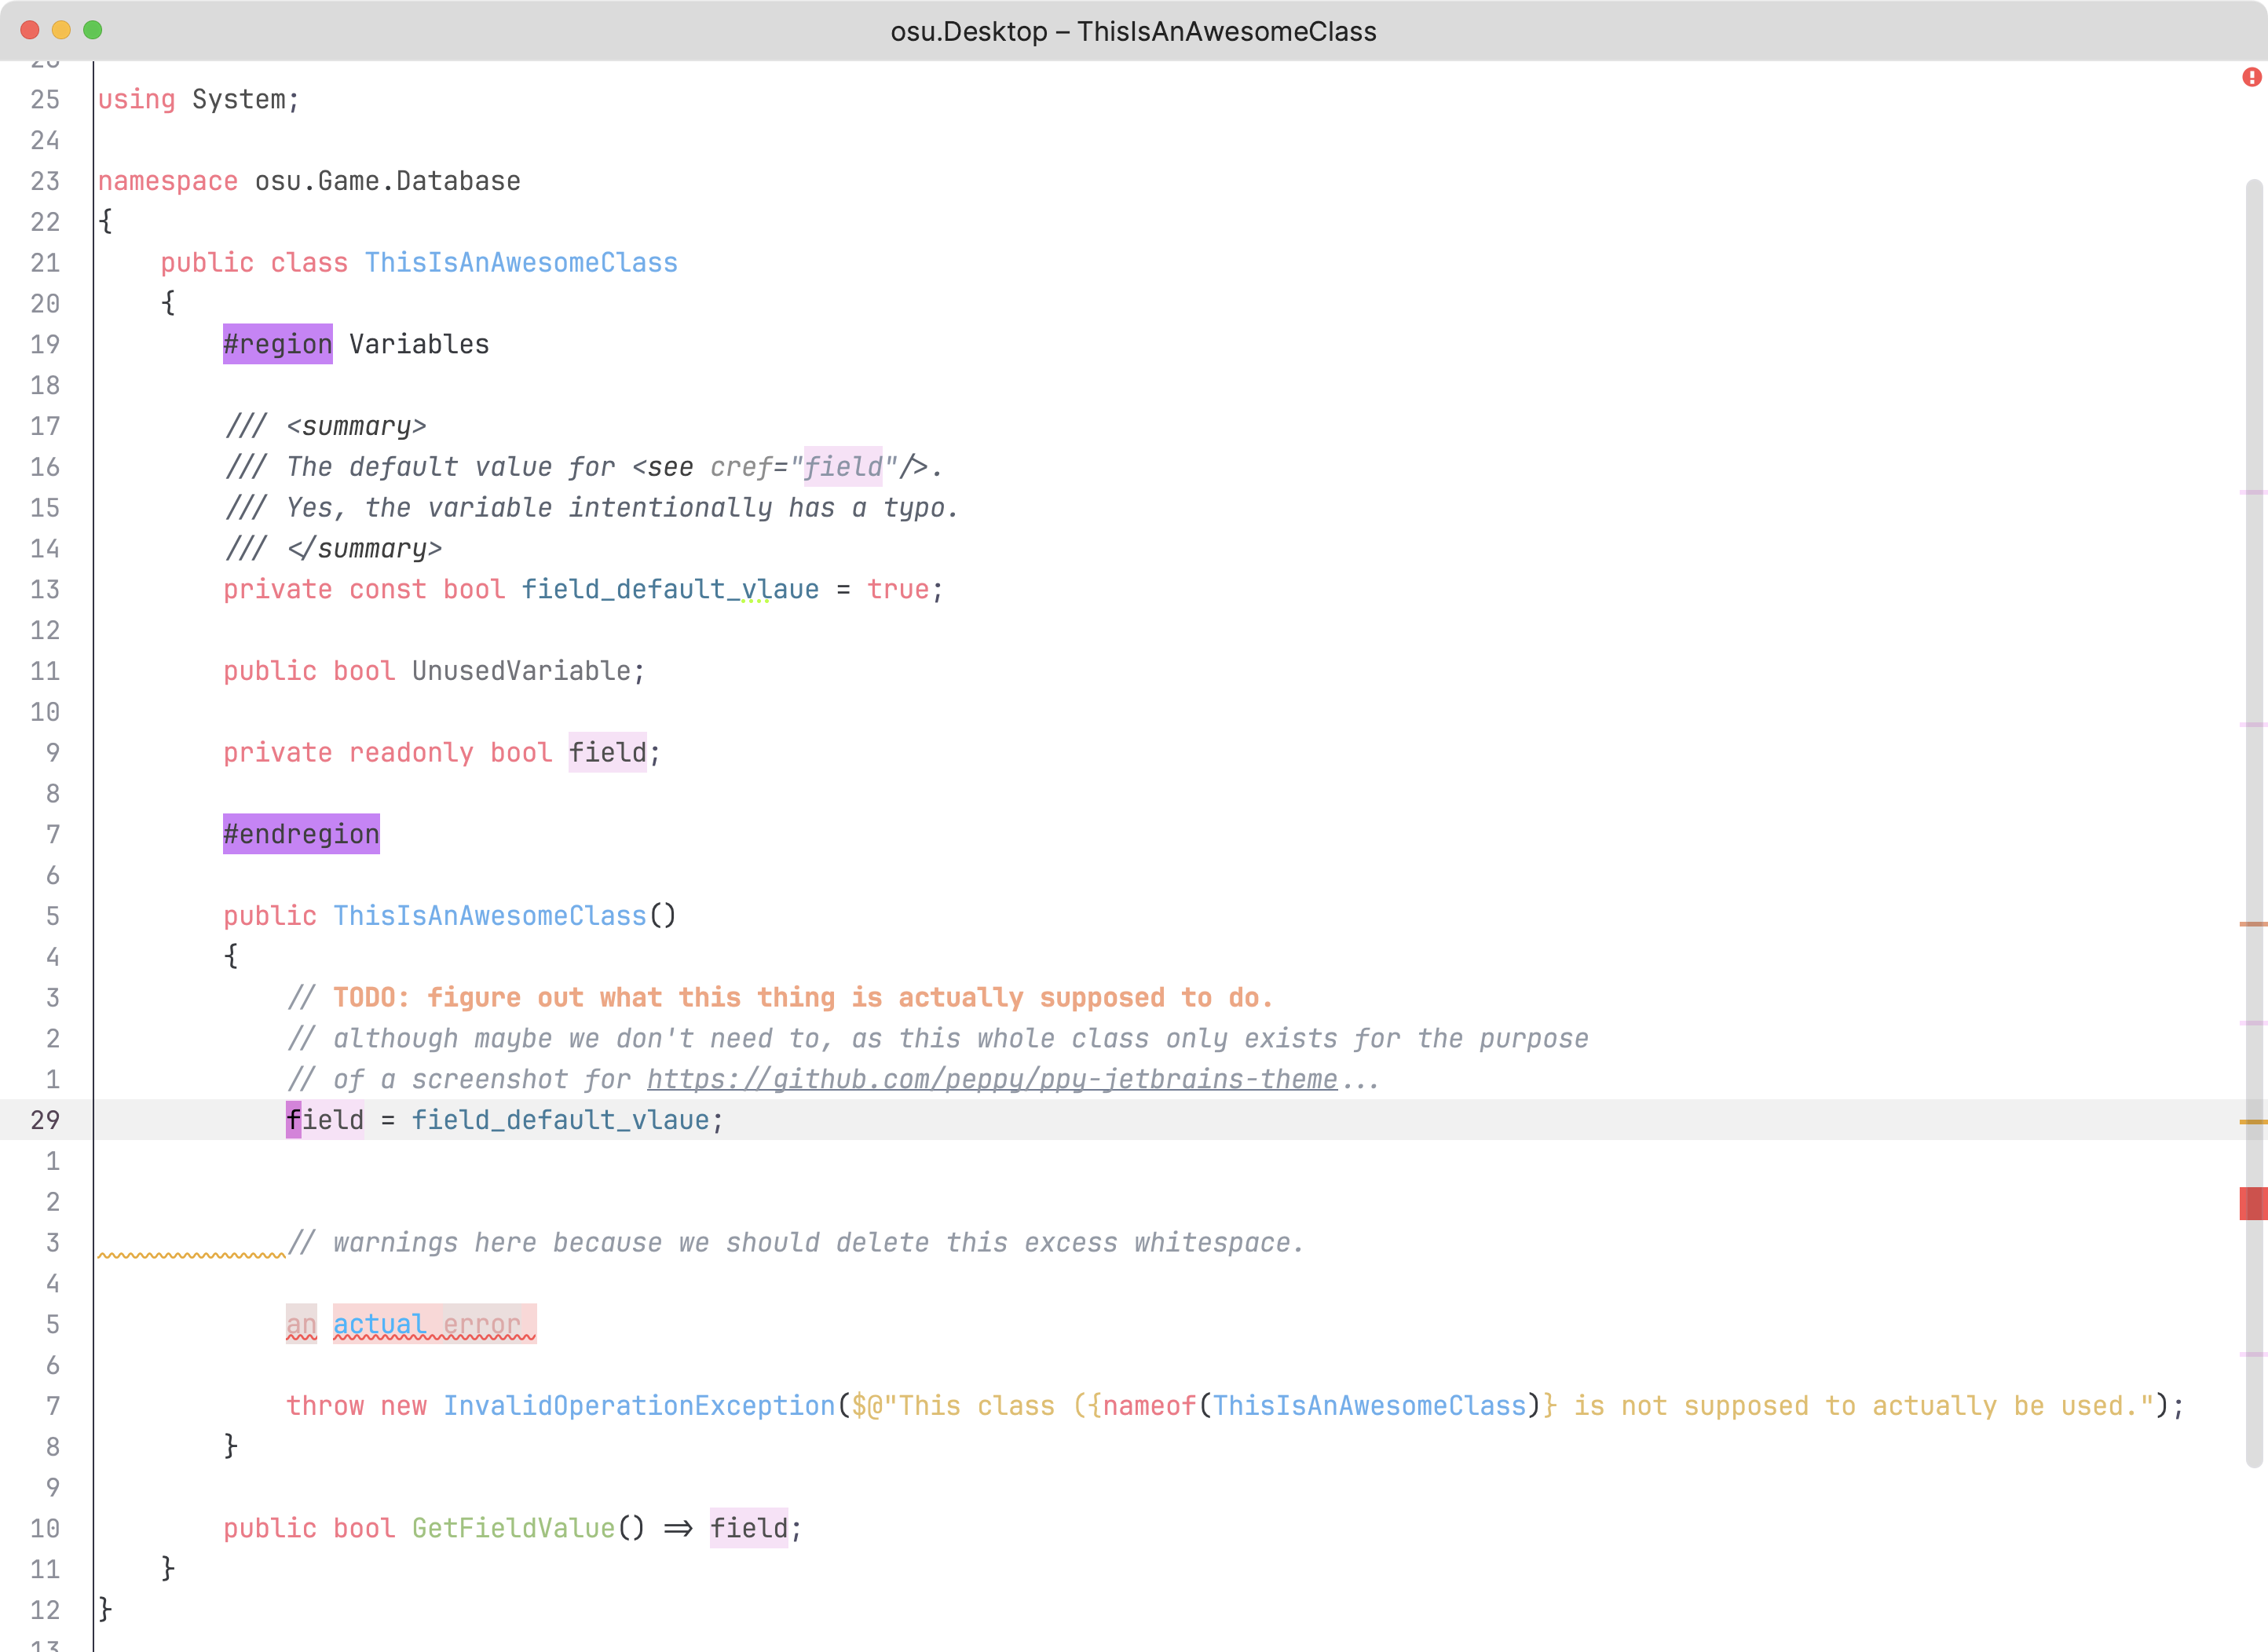 osu.Desktop – ThisIsAnAwesomeClass
25 using System;
24
23 namespace osu.Game.Database
22 {
21 public class ThisIsAnAwesomeClass
20 {
19 #region Variables
18
17 /// <summary>
16 /// The default value for <see cref="field"/>.
15 /// Yes, the variable intentionally has a typo.
14 /// </summary>
13 private const bool field_default_vlaue = true;
12
11 public bool UnusedVariable;
10
9 private readonly bool field;
8
7 #endregion
6
5 public ThisIsAnAwesomeClass()
4 {
3 // TODO: figure out what this thing is actually supposed to do.
2 // although maybe we don't need to, as this whole class only exists for the purpose
1 // of a screenshot for https://github.com/peppy/ppy-jetbrains-theme...
29 field = field_default_vlaue;
1
2
3 // warnings here because we should delete this excess whitespace.
4
5 an actual error
6
7 throw new InvalidOperationException($@"This class ({nameof(ThisIsAnAwesomeClass)} is not supposed to actually be used.");
8 }
9
10 public bool GetFieldValue() => field;
11 }
12 }
13